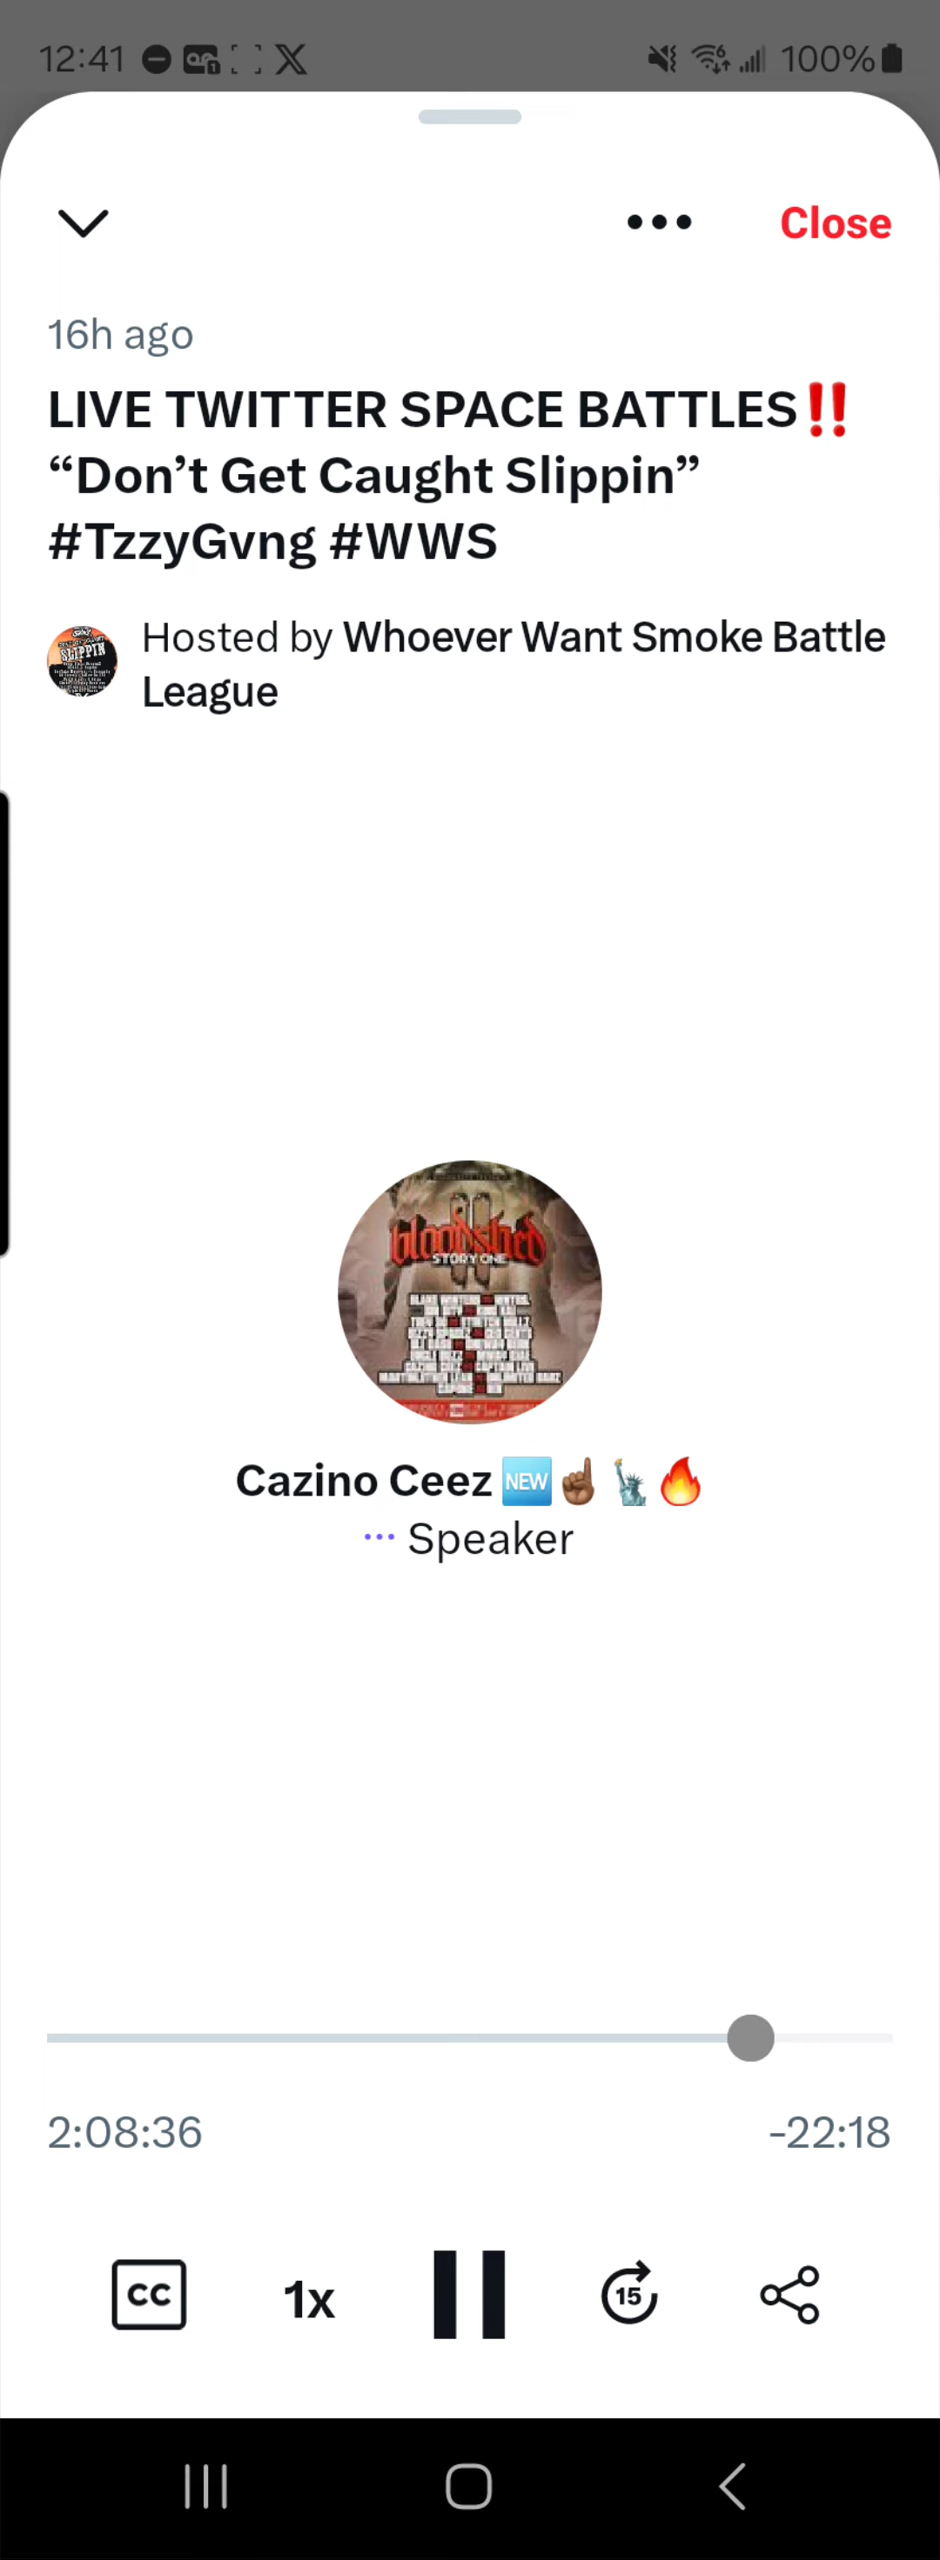 12:41
100%
Close
16h ago
LIVE TWITTER SPACE BATTLES‼️
“Don’t Get Caught Slippin”
#TzzyGvng #WWS
SLIPPIN
Hosted by Whoever Want Smoke Battle
League
bloodshed
STORY ONE
Cazino Ceez 🆕☝🏾🗽🔥
Speaker
2:08:36
-22:18
CC
1x
15